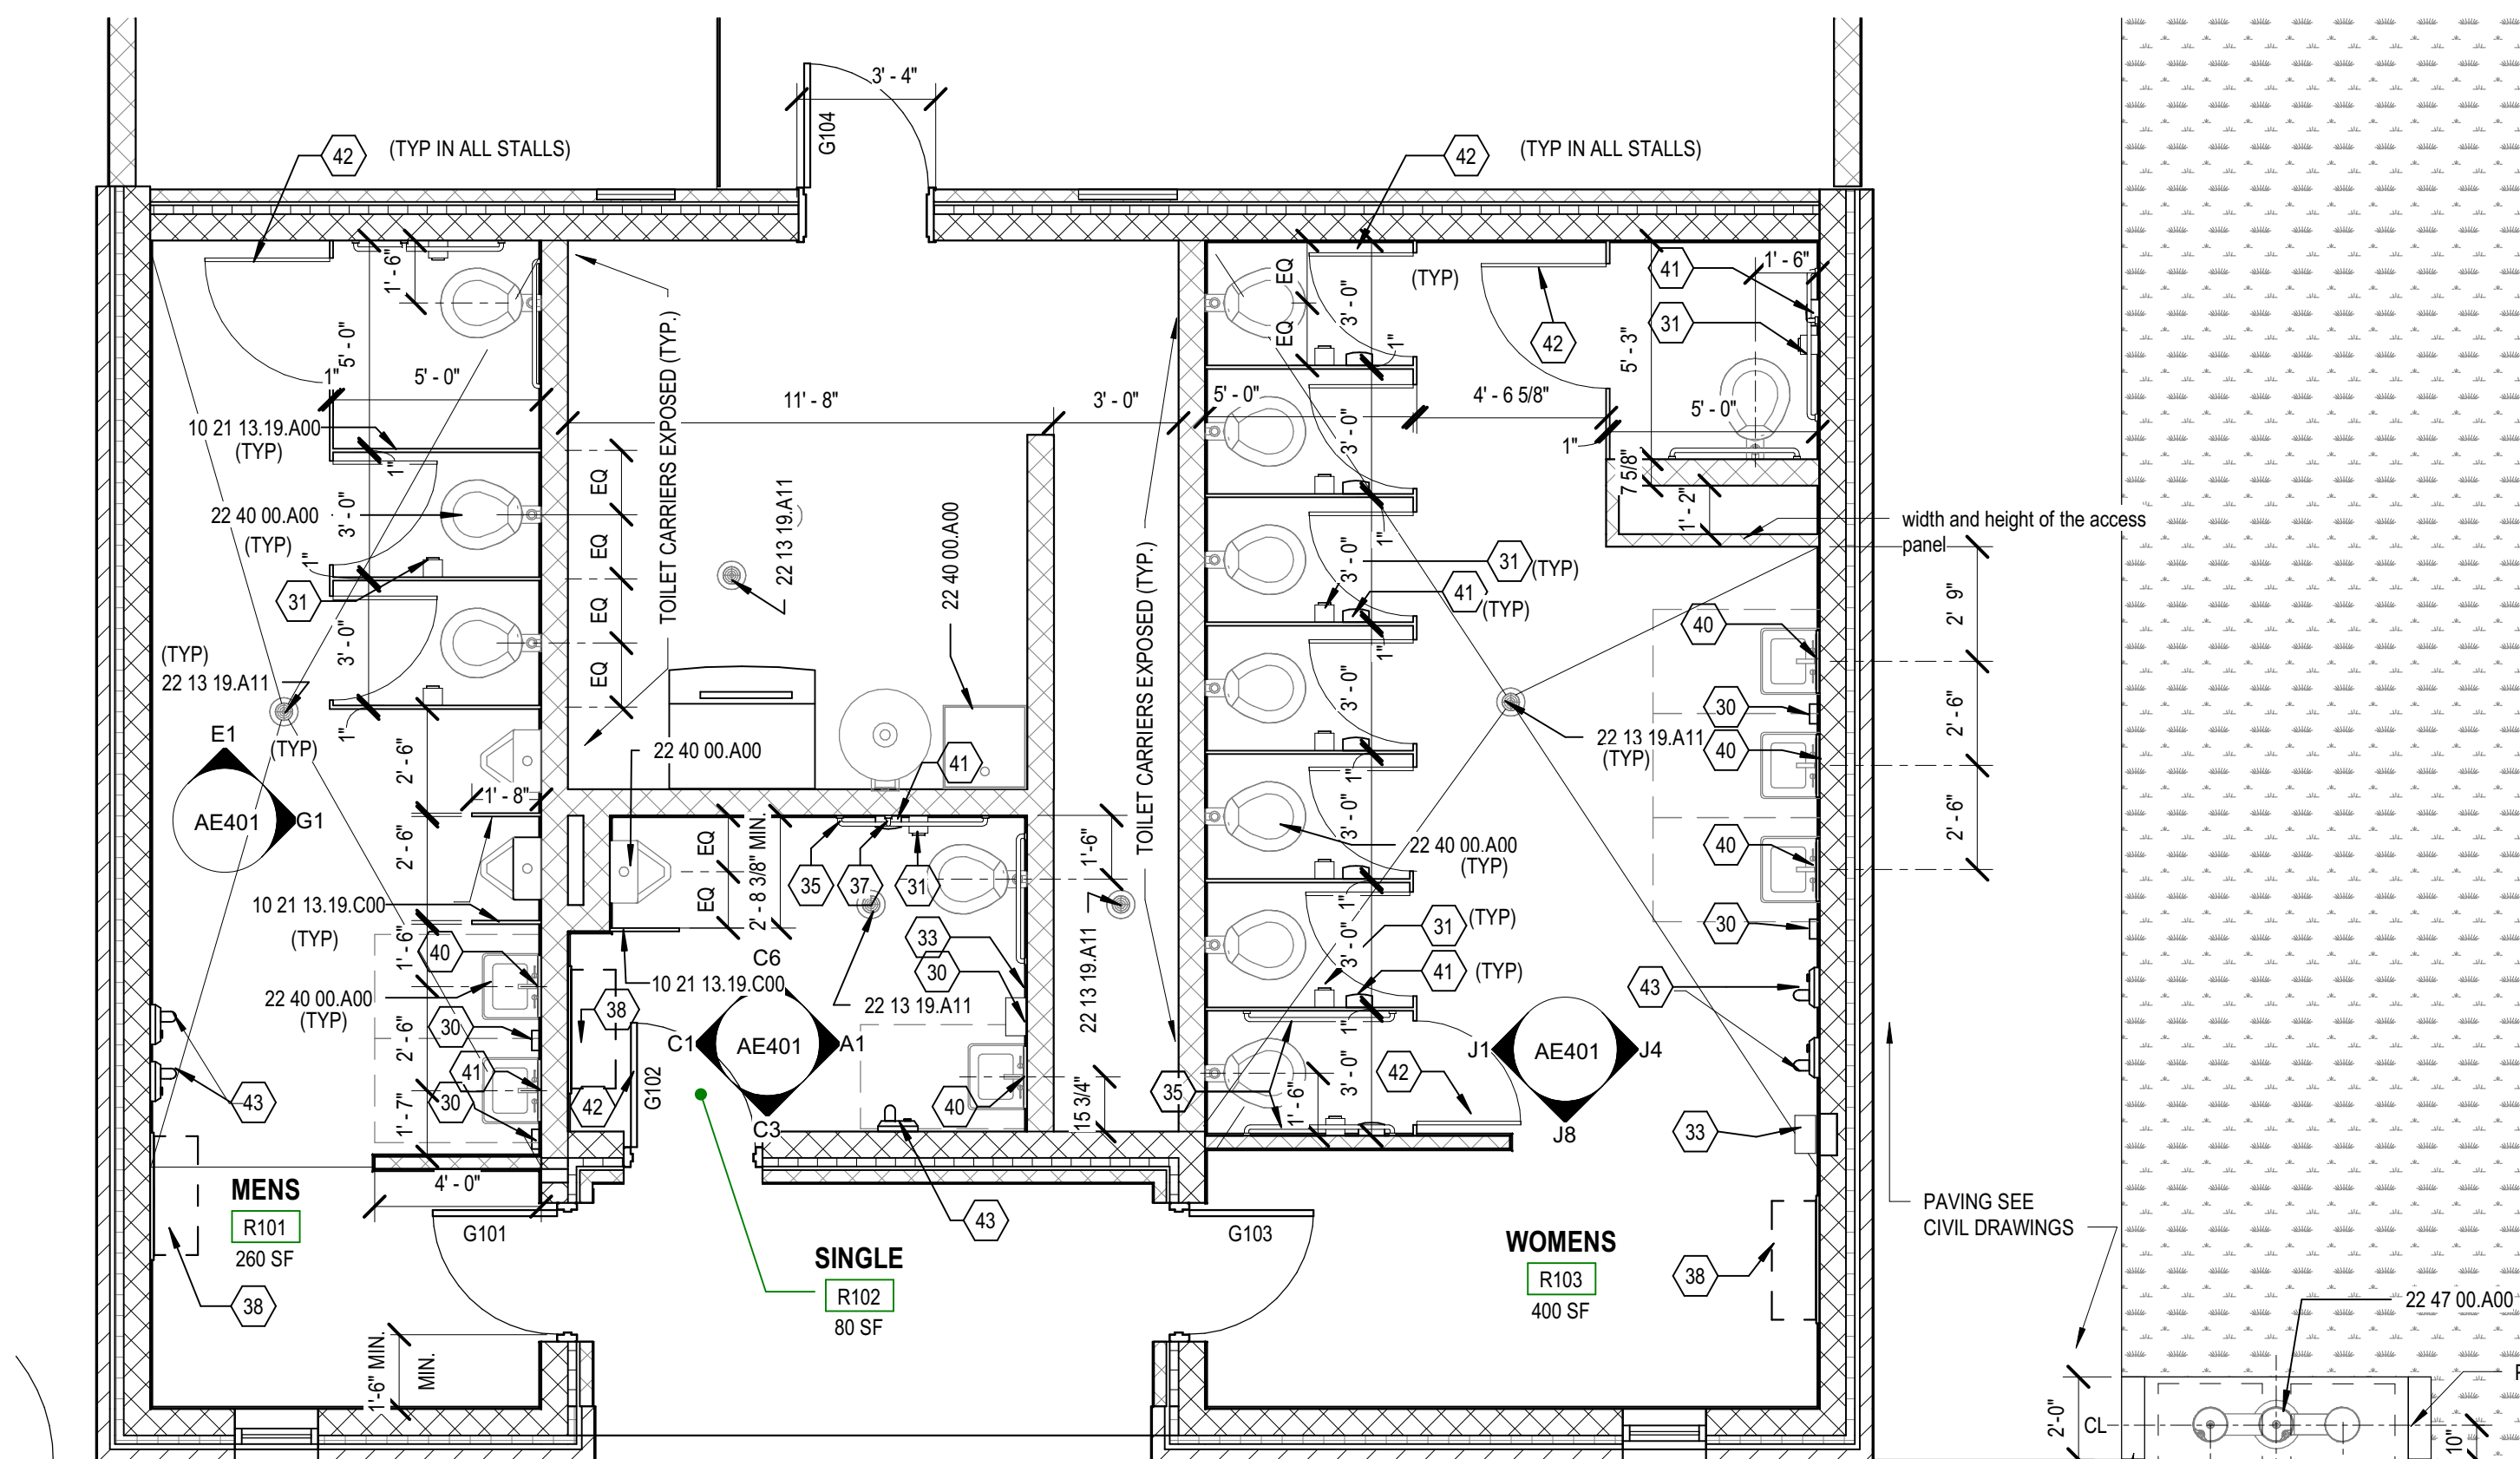 3' - 4"
G104
42
(TYP IN ALL STALLS)
42
(TYP IN ALL STALLS)
1' - 6"
5' - 0"
1"
5' - 0"
10 21 13.19.A00
(TYP)
1"
22 40 00.A00
(TYP)
3' - 0"
1"
31
3' - 0"
(TYP)
22 13 19.A11
1"
(TYP)
E1
AE401
G1
2' - 6"
1' - 8"
2' - 6"
10 21 13.19.C00
(TYP)
1' - 6"
40
22 40 00.A00
(TYP)
30
2' - 6"
41
30
1' - 7"
43
4' - 0"
MENS
R101
260 SF
38
G101
1'-6" MIN.
MIN.
TOILET CARRIERS EXPOSED (TYP.)
11' - 8"
3' - 0"
EQ
EQ
EQ
EQ
22 13 19.A11
22 40 00.A00
22 40 00.A00
41
EQ
EQ
2' - 8 3/8" MIN.
35
37
31
33
30
C6
10 21 13.19.C00
22 13 19.A11
38
C1
AE401
A1
C3
42
G102
40
15 3/4"
1'-6"
22 13 19.A11
43
SINGLE
R102
80 SF
TOILET CARRIERS EXPOSED (TYP.)
EQ
EQ
3' - 0"
1"
(TYP)
42
41
31
1' - 6"
5' - 3"
5' - 0"
4' - 6 5/8"
5' - 0"
1"
7 5/8"
1' - 2"
3' - 0"
3' - 0"
1"
31
(TYP)
41
(TYP)
1"
3' - 0"
1"
3' - 0"
22 40 00.A00
(TYP)
1"
3' - 0"
31
(TYP)
41
(TYP)
1"
3' - 0"
1' - 6"
35
42
22 13 19.A11
(TYP)
width and height of the access
panel
2' 9"
2' - 6"
2' - 6"
40
30
40
40
30
43
J1
AE401
J4
J8
33
38
G103
WOMENS
R103
400 SF
PAVING SEE
CIVIL DRAWINGS
22 47 00.A00
2'-0"
CL
10"